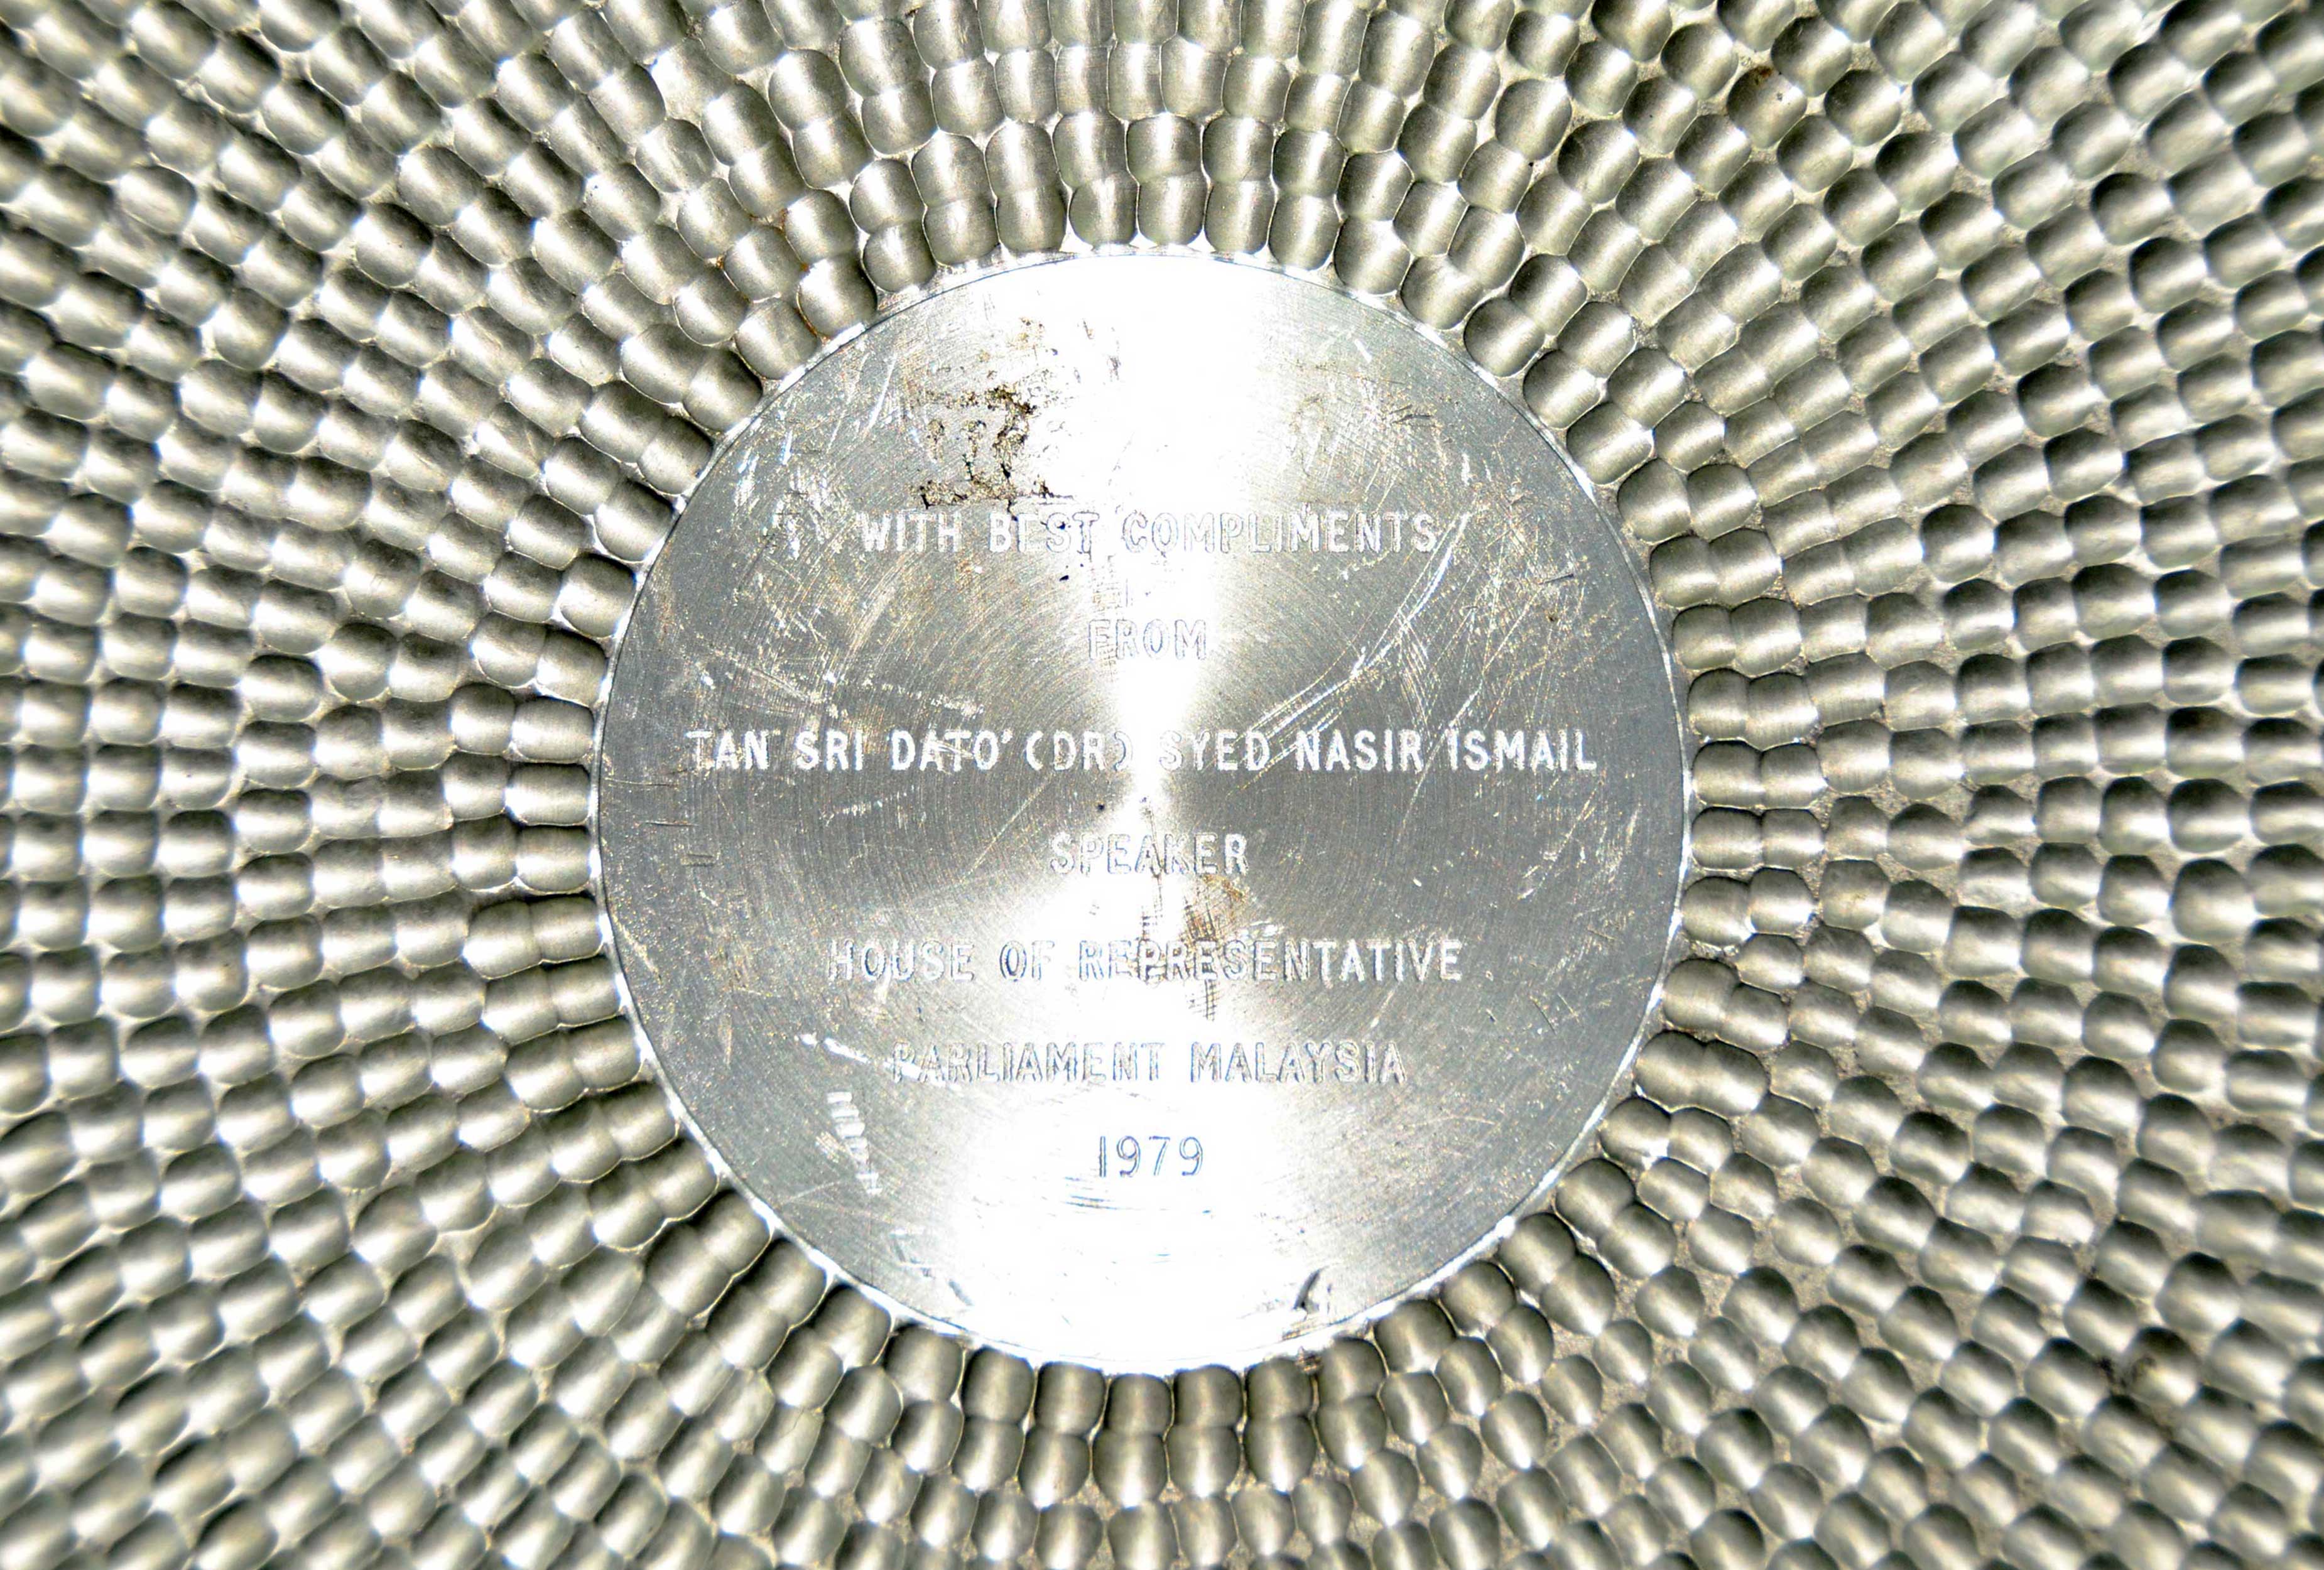 WITH BEST COMPLIMENTS
FROM
TAN SRI DATO' (DR) SYED NASIR ISMAIL
SPEAKER
HOUSE OF REPRESENTATIVE
PARLIAMENT MALAYSIA
1979